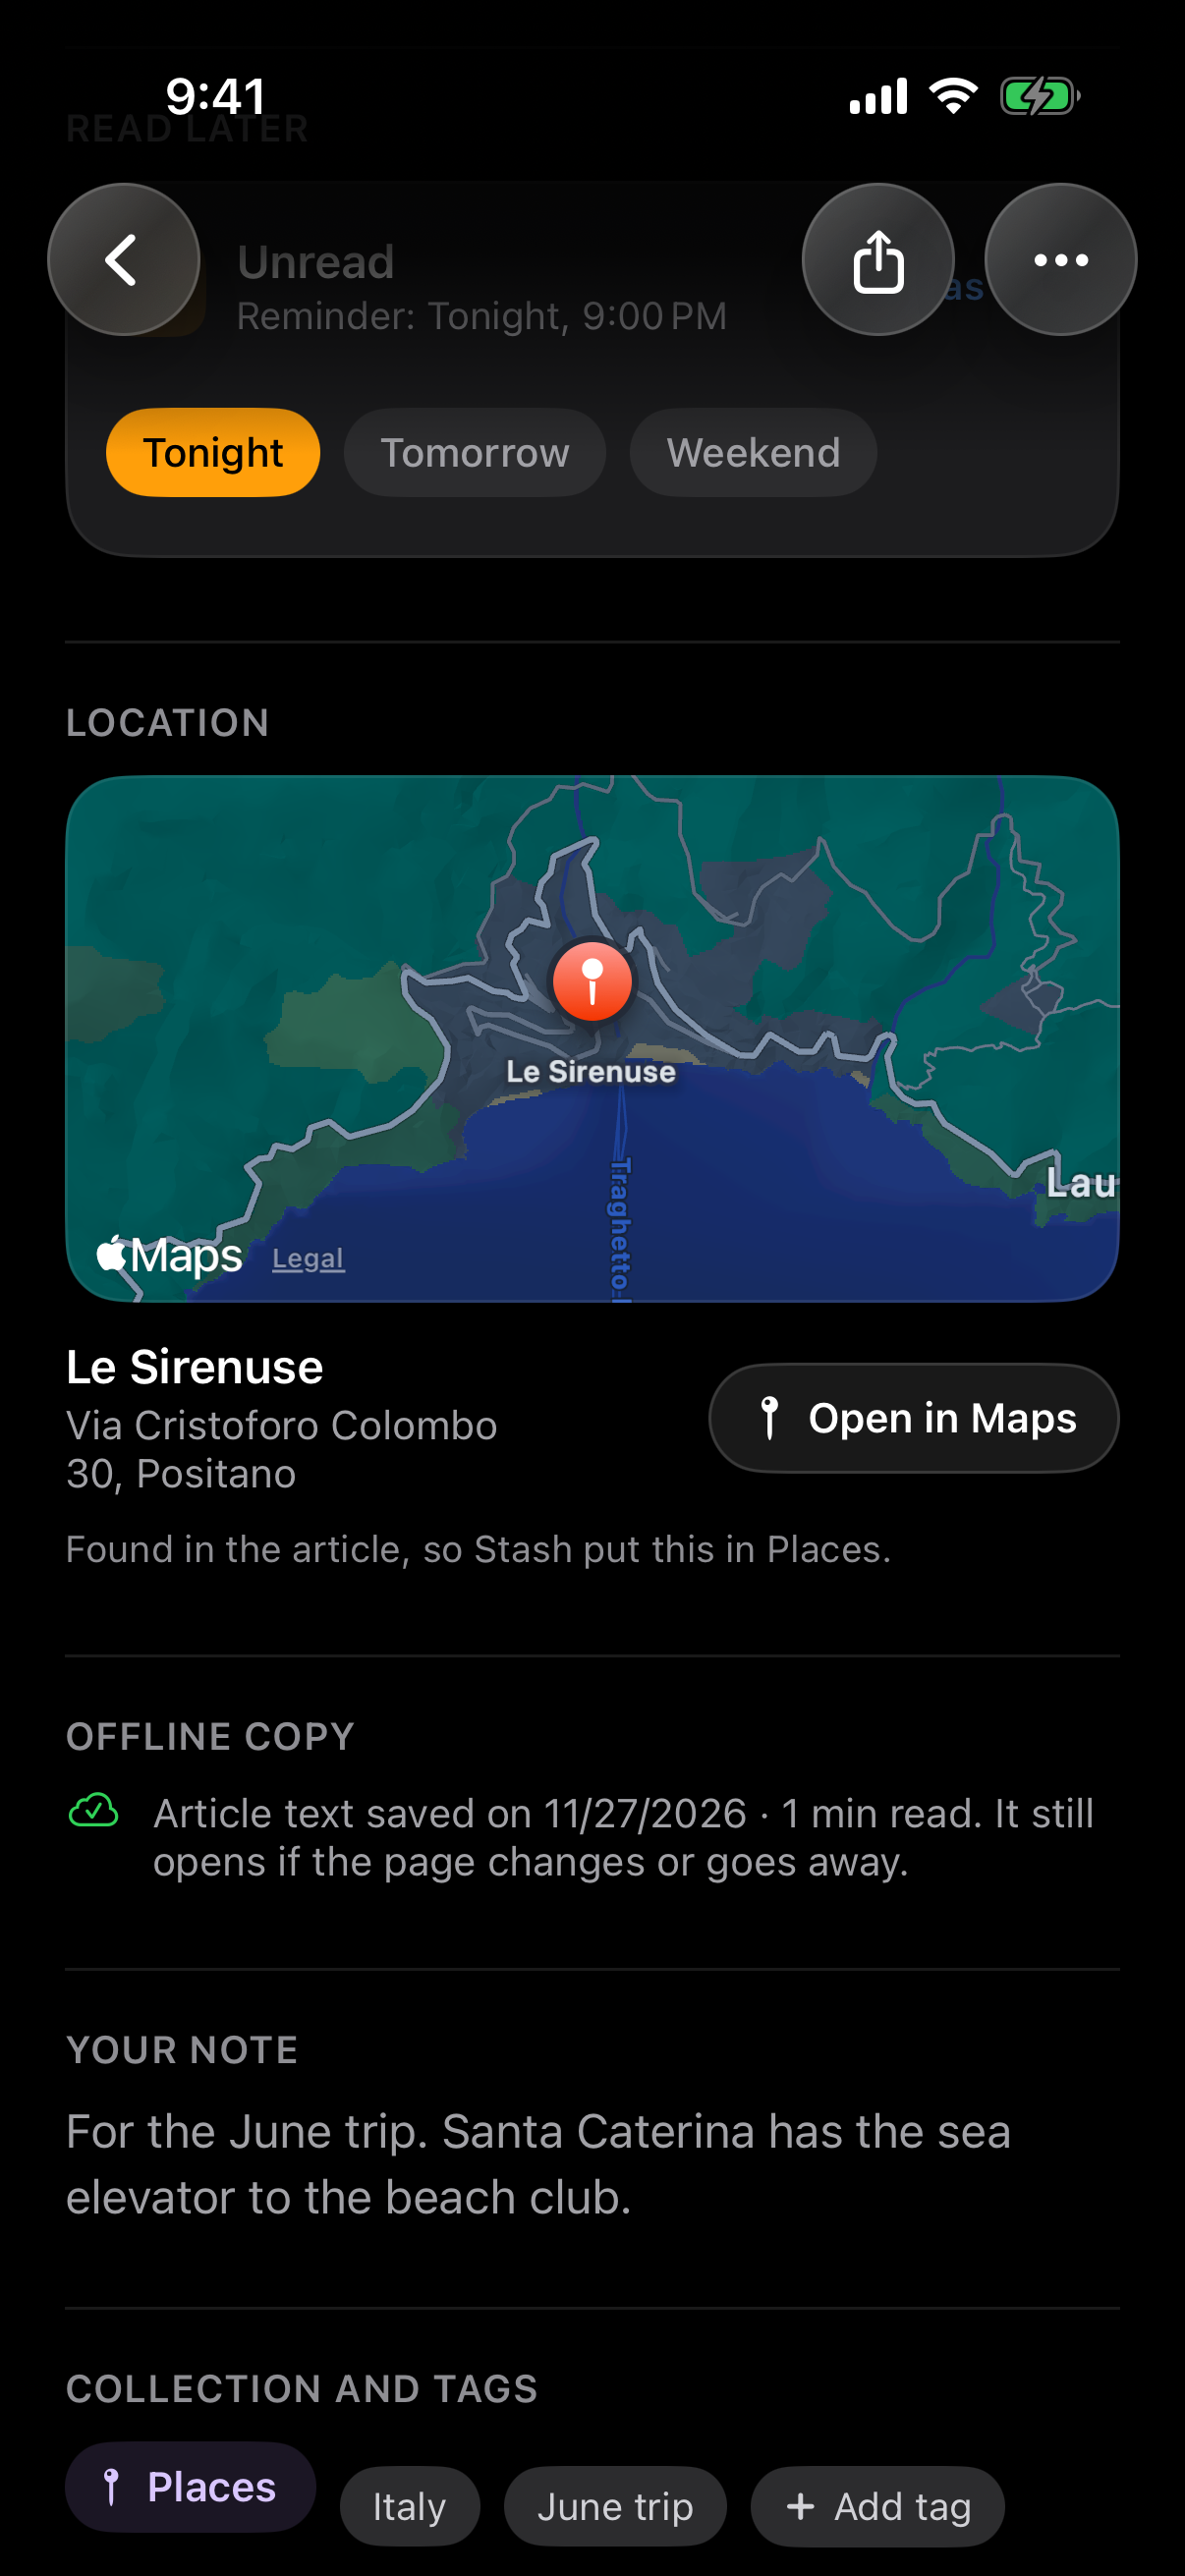 9:41
READ LATER
Unread
Reminder: Tonight, 9:00 PM
as
Tonight
Tomorrow
Weekend
LOCATION
Le Sirenuse
Traghetto
Lau
Maps
Legal
Le Sirenuse
Via Cristoforo Colombo
30, Positano
Open in Maps
Found in the article, so Stash put this in Places.
OFFLINE COPY
Article text saved on 11/27/2026 · 1 min read. It still
opens if the page changes or goes away.
YOUR NOTE
For the June trip. Santa Caterina has the sea
elevator to the beach club.
COLLECTION AND TAGS
Places
Italy
June trip
+ Add tag